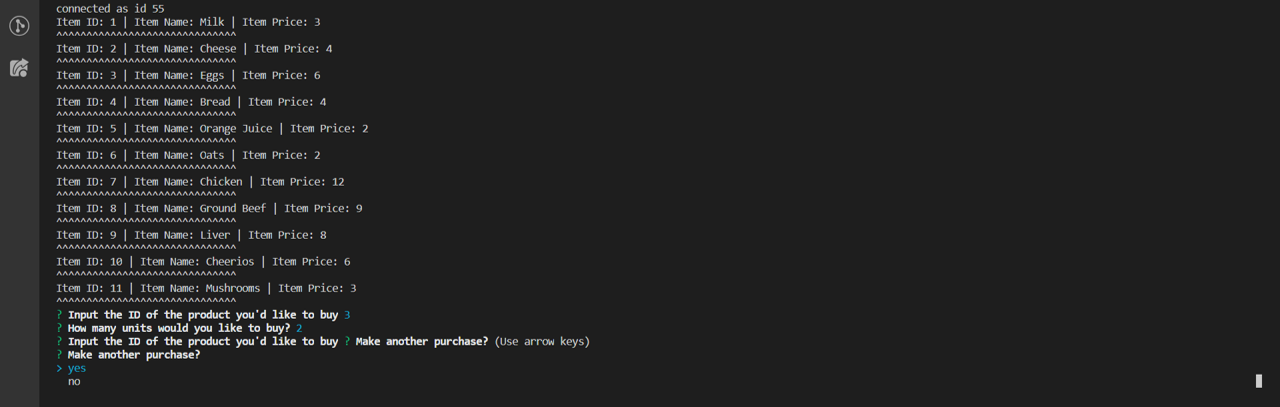 connected as id 55
Item ID: 1 | Item Name: Milk | Item Price: 3
^^^^^^^^^^^^^^^^^^^^^^^^^^^^^^
Item ID: 2 | Item Name: Cheese | Item Price: 4
^^^^^^^^^^^^^^^^^^^^^^^^^^^^^^
Item ID: 3 | Item Name: Eggs | Item Price: 6
^^^^^^^^^^^^^^^^^^^^^^^^^^^^^^
Item ID: 4 | Item Name: Bread | Item Price: 4
^^^^^^^^^^^^^^^^^^^^^^^^^^^^^^
Item ID: 5 | Item Name: Orange Juice | Item Price: 2
^^^^^^^^^^^^^^^^^^^^^^^^^^^^^^
Item ID: 6 | Item Name: Oats | Item Price: 2
^^^^^^^^^^^^^^^^^^^^^^^^^^^^^^
Item ID: 7 | Item Name: Chicken | Item Price: 12
^^^^^^^^^^^^^^^^^^^^^^^^^^^^^^
Item ID: 8 | Item Name: Ground Beef | Item Price: 9
^^^^^^^^^^^^^^^^^^^^^^^^^^^^^^
Item ID: 9 | Item Name: Liver | Item Price: 8
^^^^^^^^^^^^^^^^^^^^^^^^^^^^^^
Item ID: 10 | Item Name: Cheerios | Item Price: 6
^^^^^^^^^^^^^^^^^^^^^^^^^^^^^^
Item ID: 11 | Item Name: Mushrooms | Item Price: 3
^^^^^^^^^^^^^^^^^^^^^^^^^^^^^^
? Input the ID of the product you'd like to buy 3
? How many units would you like to buy? 2
? Input the ID of the product you'd like to buy ? Make another purchase? (Use arrow keys)
? Make another purchase?
> yes
no